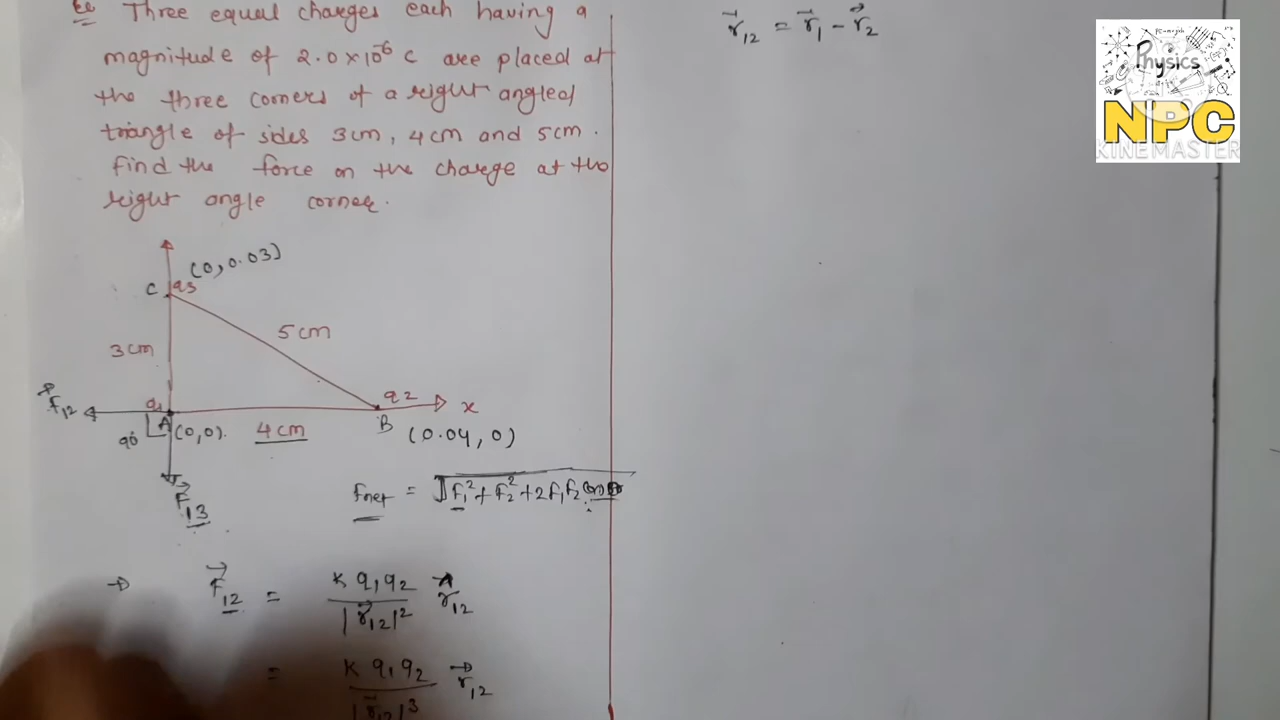 Three equal charges each having a
magnitude of 2.0 × 10⁻⁶ C are placed at
the three corners of a right angled
triangle of sides 3cm, 4cm and 5cm.
find the force on the charge at the
right angle corner.
(0, 0.03)
C q3
5cm
3cm
F⃗12
q1
q2
x
A
(0,0).
4cm
B
90°
(0.04, 0)
F⃗13
Fnet = √F₁² + F₂² + 2F₁F₂ cos
→ F⃗12 = K q₁q₂ / |r⃗12|² r̂12
= K q₁q₂ / |r⃗12|³ r⃗12
r⃗12 = r⃗1 − r⃗2
Physics
NPC
KINEMASTER